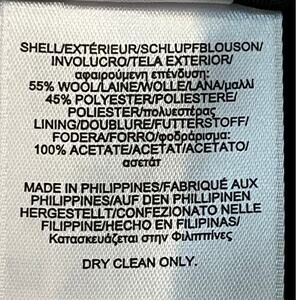 SHELL/EXTÉRIEUR/SCHLUPFBLOUSON/
INVOLUCRO/TELA EXTERIOR/
αφαιρούμενη επένδυση:
55% WOOL/LAINE/WOLLE/LANA/μαλλί
45% POLYESTER/POLIESTERE/
POLIESTER/πολυεστέρας
LINING/DOUBLURE/FUTTERSTOFF/
FODERA/FORRO/φοδράρισμα:
100% ACETATE/ACETAT/ACETATO/
ασετάτ
MADE IN PHILIPPINES/FABRIQUÉ AUX
PHILIPPINES/AUF DEN PHILLIPINEN
HERGESTELLT/CONFEZIONATO NELLE
FILIPPINE/HECHO EN FILIPINAS/
Κατασκευάζεται στην Φιλιππίνες
DRY CLEAN ONLY.